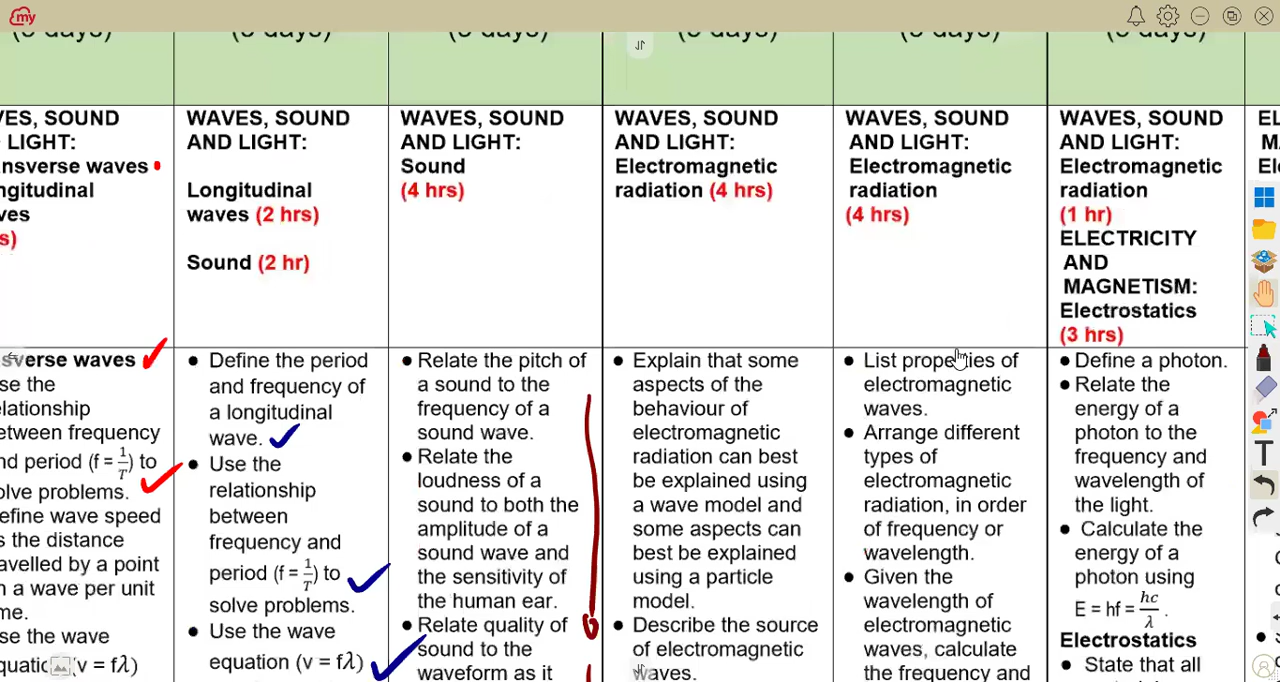 my
WAVES, SOUND
LIGHT:
waves
WAVES, SOUND
AND LIGHT:
Longitudinal
waves (2 hrs)
Sound (2 hr)
WAVES, SOUND
AND LIGHT:
Sound
(4 hrs)
WAVES, SOUND
AND LIGHT:
Electromagnetic
radiation (4 hrs)
WAVES, SOUND
AND LIGHT:
Electromagnetic
radiation
(4 hrs)
WAVES, SOUND
AND LIGHT:
Electromagnetic
radiation
(1 hr)
ELECTRICITY
AND
MAGNETISM:
Electrostatics
(3 hrs)
sverse waves
se the
elationship
etween frequency
nd period (f = 1/T) to
olve problems.
efine wave speed
s the distance
avelled by a point
n a wave per unit
me.
se the wave
(v = fλ)
● Define the period
and frequency of
a longitudinal
wave.
● Use the
relationship
between
frequency and
period (f = 1/T) to
solve problems.
● Use the wave
equation (v = fλ)
● Relate the pitch of
a sound to the
frequency of a
sound wave.
● Relate the
loudness of a
sound to both the
amplitude of a
sound wave and
the sensitivity of
the human ear.
● Relate quality of
sound to the
waveform as it
● Explain that some
aspects of the
behaviour of
electromagnetic
radiation can best
be explained using
a wave model and
some aspects can
best be explained
using a particle
model.
● Describe the source
of electromagnetic
waves.
● List properties of
electromagnetic
waves.
● Arrange different
types of
electromagnetic
radiation, in order
of frequency or
wavelength.
● Given the
wavelength of
electromagnetic
waves, calculate
the frequency and
● Define a photon.
● Relate the
energy of a
photon to the
frequency and
wavelength of
the light.
● Calculate the
energy of a
photon using
E = hf = hc/λ .
Electrostatics
● State that all